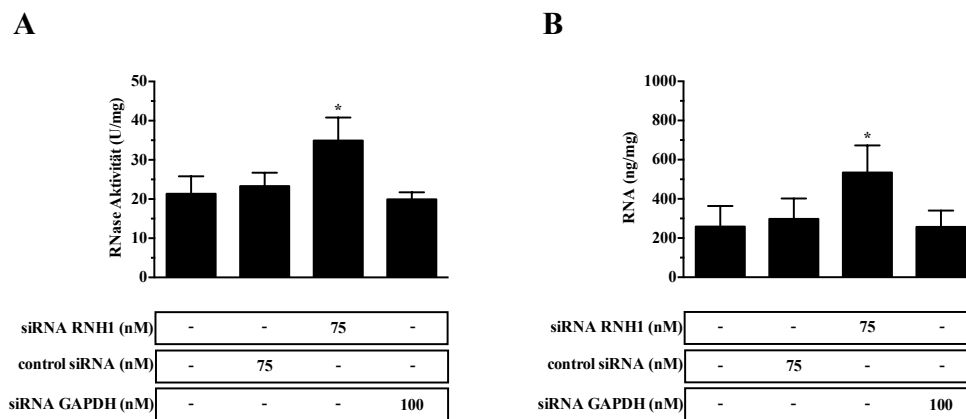 A
B
50
40
30
20
10
0
RNase Aktivität (U/mg)
*
1000
800
600
400
200
0
RNA (ng/mg)
*
siRNA RNH1 (nM) - - 75 -
control siRNA (nM) - 75 - -
siRNA GAPDH (nM) - - - 100
siRNA RNH1 (nM) - - 75 -
control siRNA (nM) - 75 - -
siRNA GAPDH (nM) - - - 100